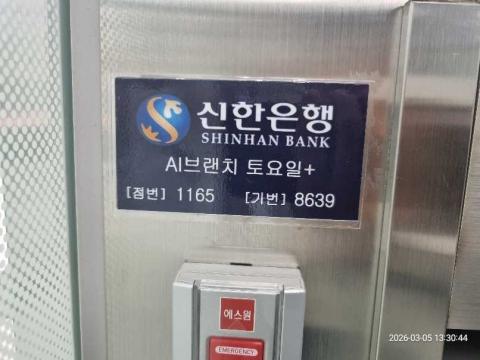 신한은행
SHINHAN BANK
AI브랜치 토요일+
[점번] 1165 [기번] 8639
에스원
EMERGENCY
2026-03-05 13:30:44